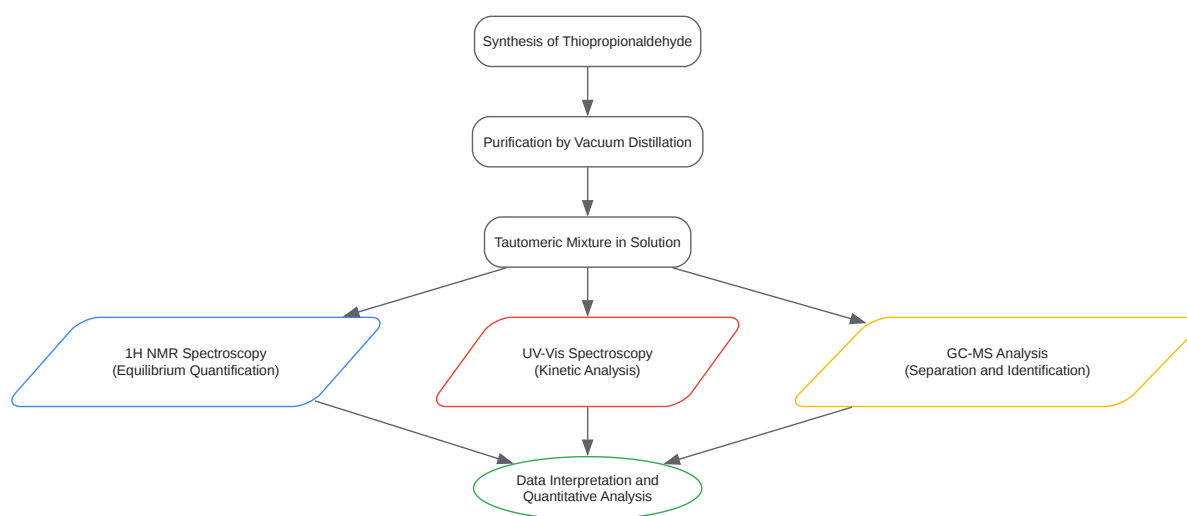 Synthesis of Thiopropionaldehyde
Purification by Vacuum Distillation
Tautomeric Mixture in Solution
1H NMR Spectroscopy
(Equilibrium Quantification)
UV-Vis Spectroscopy
(Kinetic Analysis)
GC-MS Analysis
(Separation and Identification)
Data Interpretation and
Quantitative Analysis